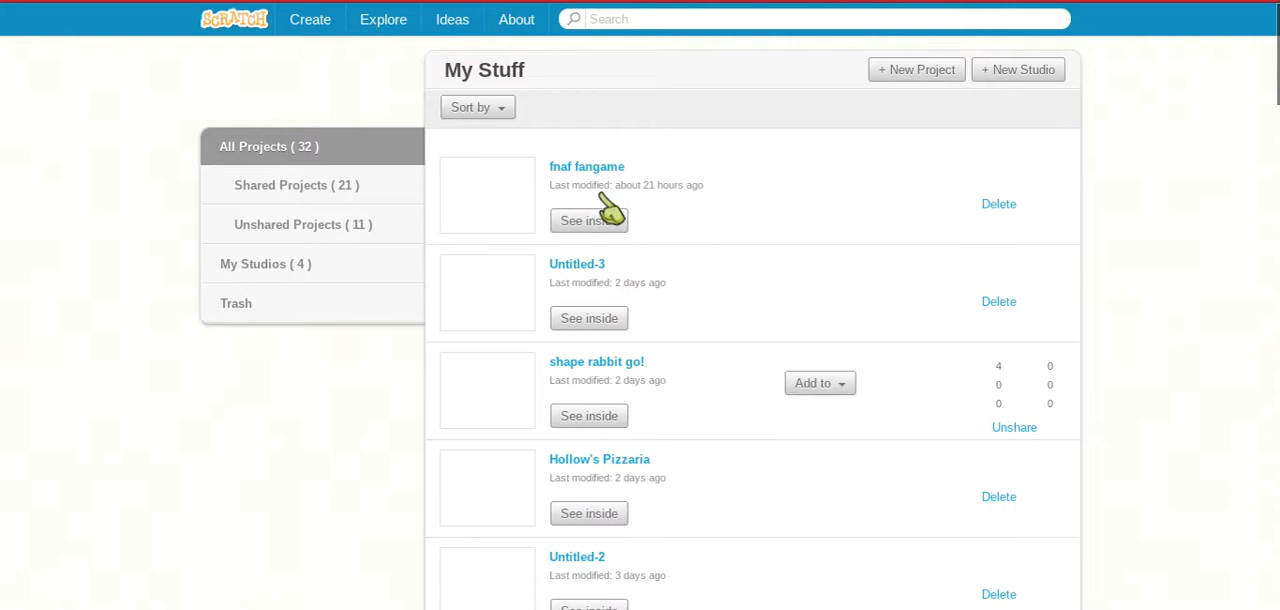 SCRATCH Create Explore Ideas About Search
My Stuff + New Project + New Studio
Sort by
All Projects ( 32 )
Shared Projects ( 21 )
Unshared Projects ( 11 )
My Studios ( 4 )
Trash
fnaf fangame
Last modified: about 21 hours ago
See
Delete
Untitled-3
Last modified: 2 days ago
See inside
Delete
shape rabbit go!
Last modified: 2 days ago
See inside
Add to
4 0
0 0
0 0
Unshare
Hollow's Pizzaria
Last modified: 2 days ago
See inside
Delete
Untitled-2
Last modified: 3 days ago
See inside
Delete